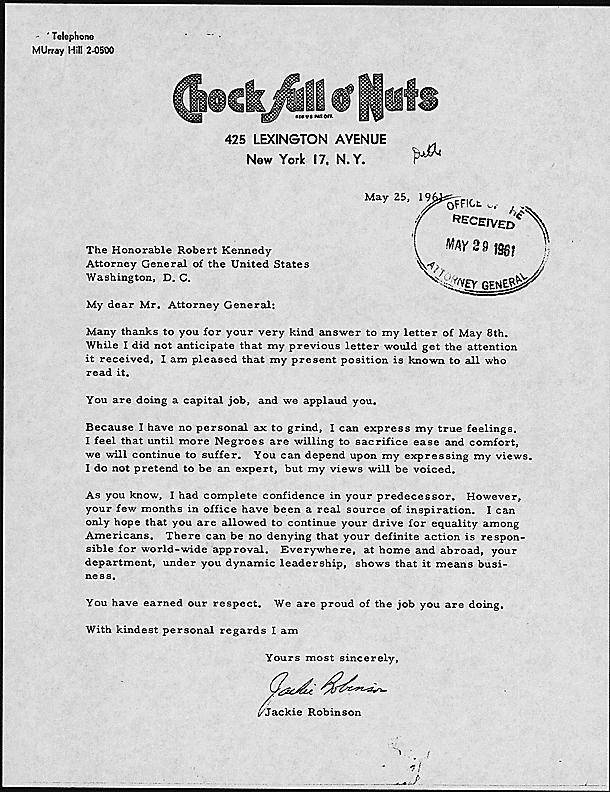 Telephone
MUrray Hill 2-0500
Chock full o' Nuts
REG U S PAT OFF.
425 LEXINGTON AVENUE
New York 17, N. Y.
May 25, 1961
OFFICE OF THE
RECEIVED
MAY 29 1961
ATTORNEY GENERAL
The Honorable Robert Kennedy
Attorney General of the United States
Washington, D. C.
My dear Mr. Attorney General:
Many thanks to you for your very kind answer to my letter of May 8th.
While I did not anticipate that my previous letter would get the attention
it received, I am pleased that my present position is known to all who
read it.
You are doing a capital job, and we applaud you.
Because I have no personal ax to grind, I can express my true feelings.
I feel that until more Negroes are willing to sacrifice ease and comfort,
we will continue to suffer. You can depend upon my expressing my views.
I do not pretend to be an expert, but my views will be voiced.
As you know, I had complete confidence in your predecessor. However,
your few months in office have been a real source of inspiration. I can
only hope that you are allowed to continue your drive for equality among
Americans. There can be no denying that your definite action is respon-
sible for world-wide approval. Everywhere, at home and abroad, your
department, under you dynamic leadership, shows that it means busi-
ness.
You have earned our respect. We are proud of the job you are doing.
With kindest personal regards I am
Yours most sincerely,
Jackie Robinson
Jackie Robinson